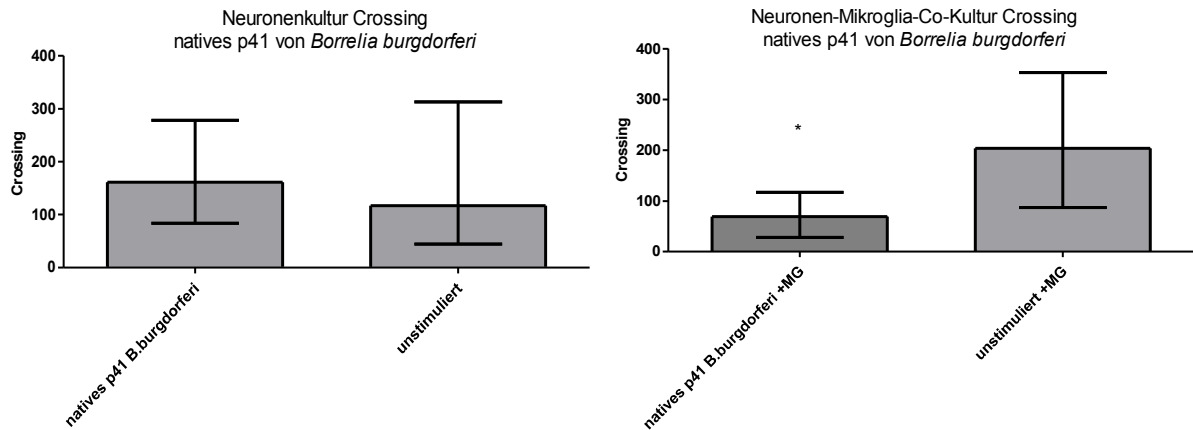 Neuronenkultur Crossing
natives p41 von Borrelia burgdorferi
400
300
200
100
0
Crossing
natives p41 B.burgdorferi
unstimuliert
Neuronen-Mikroglia-Co-Kultur Crossing
natives p41 von Borrelia burgdorferi
400
300
200
100
0
Crossing
*
natives p41 B.burgdorferi +MG
unstimuliert +MG